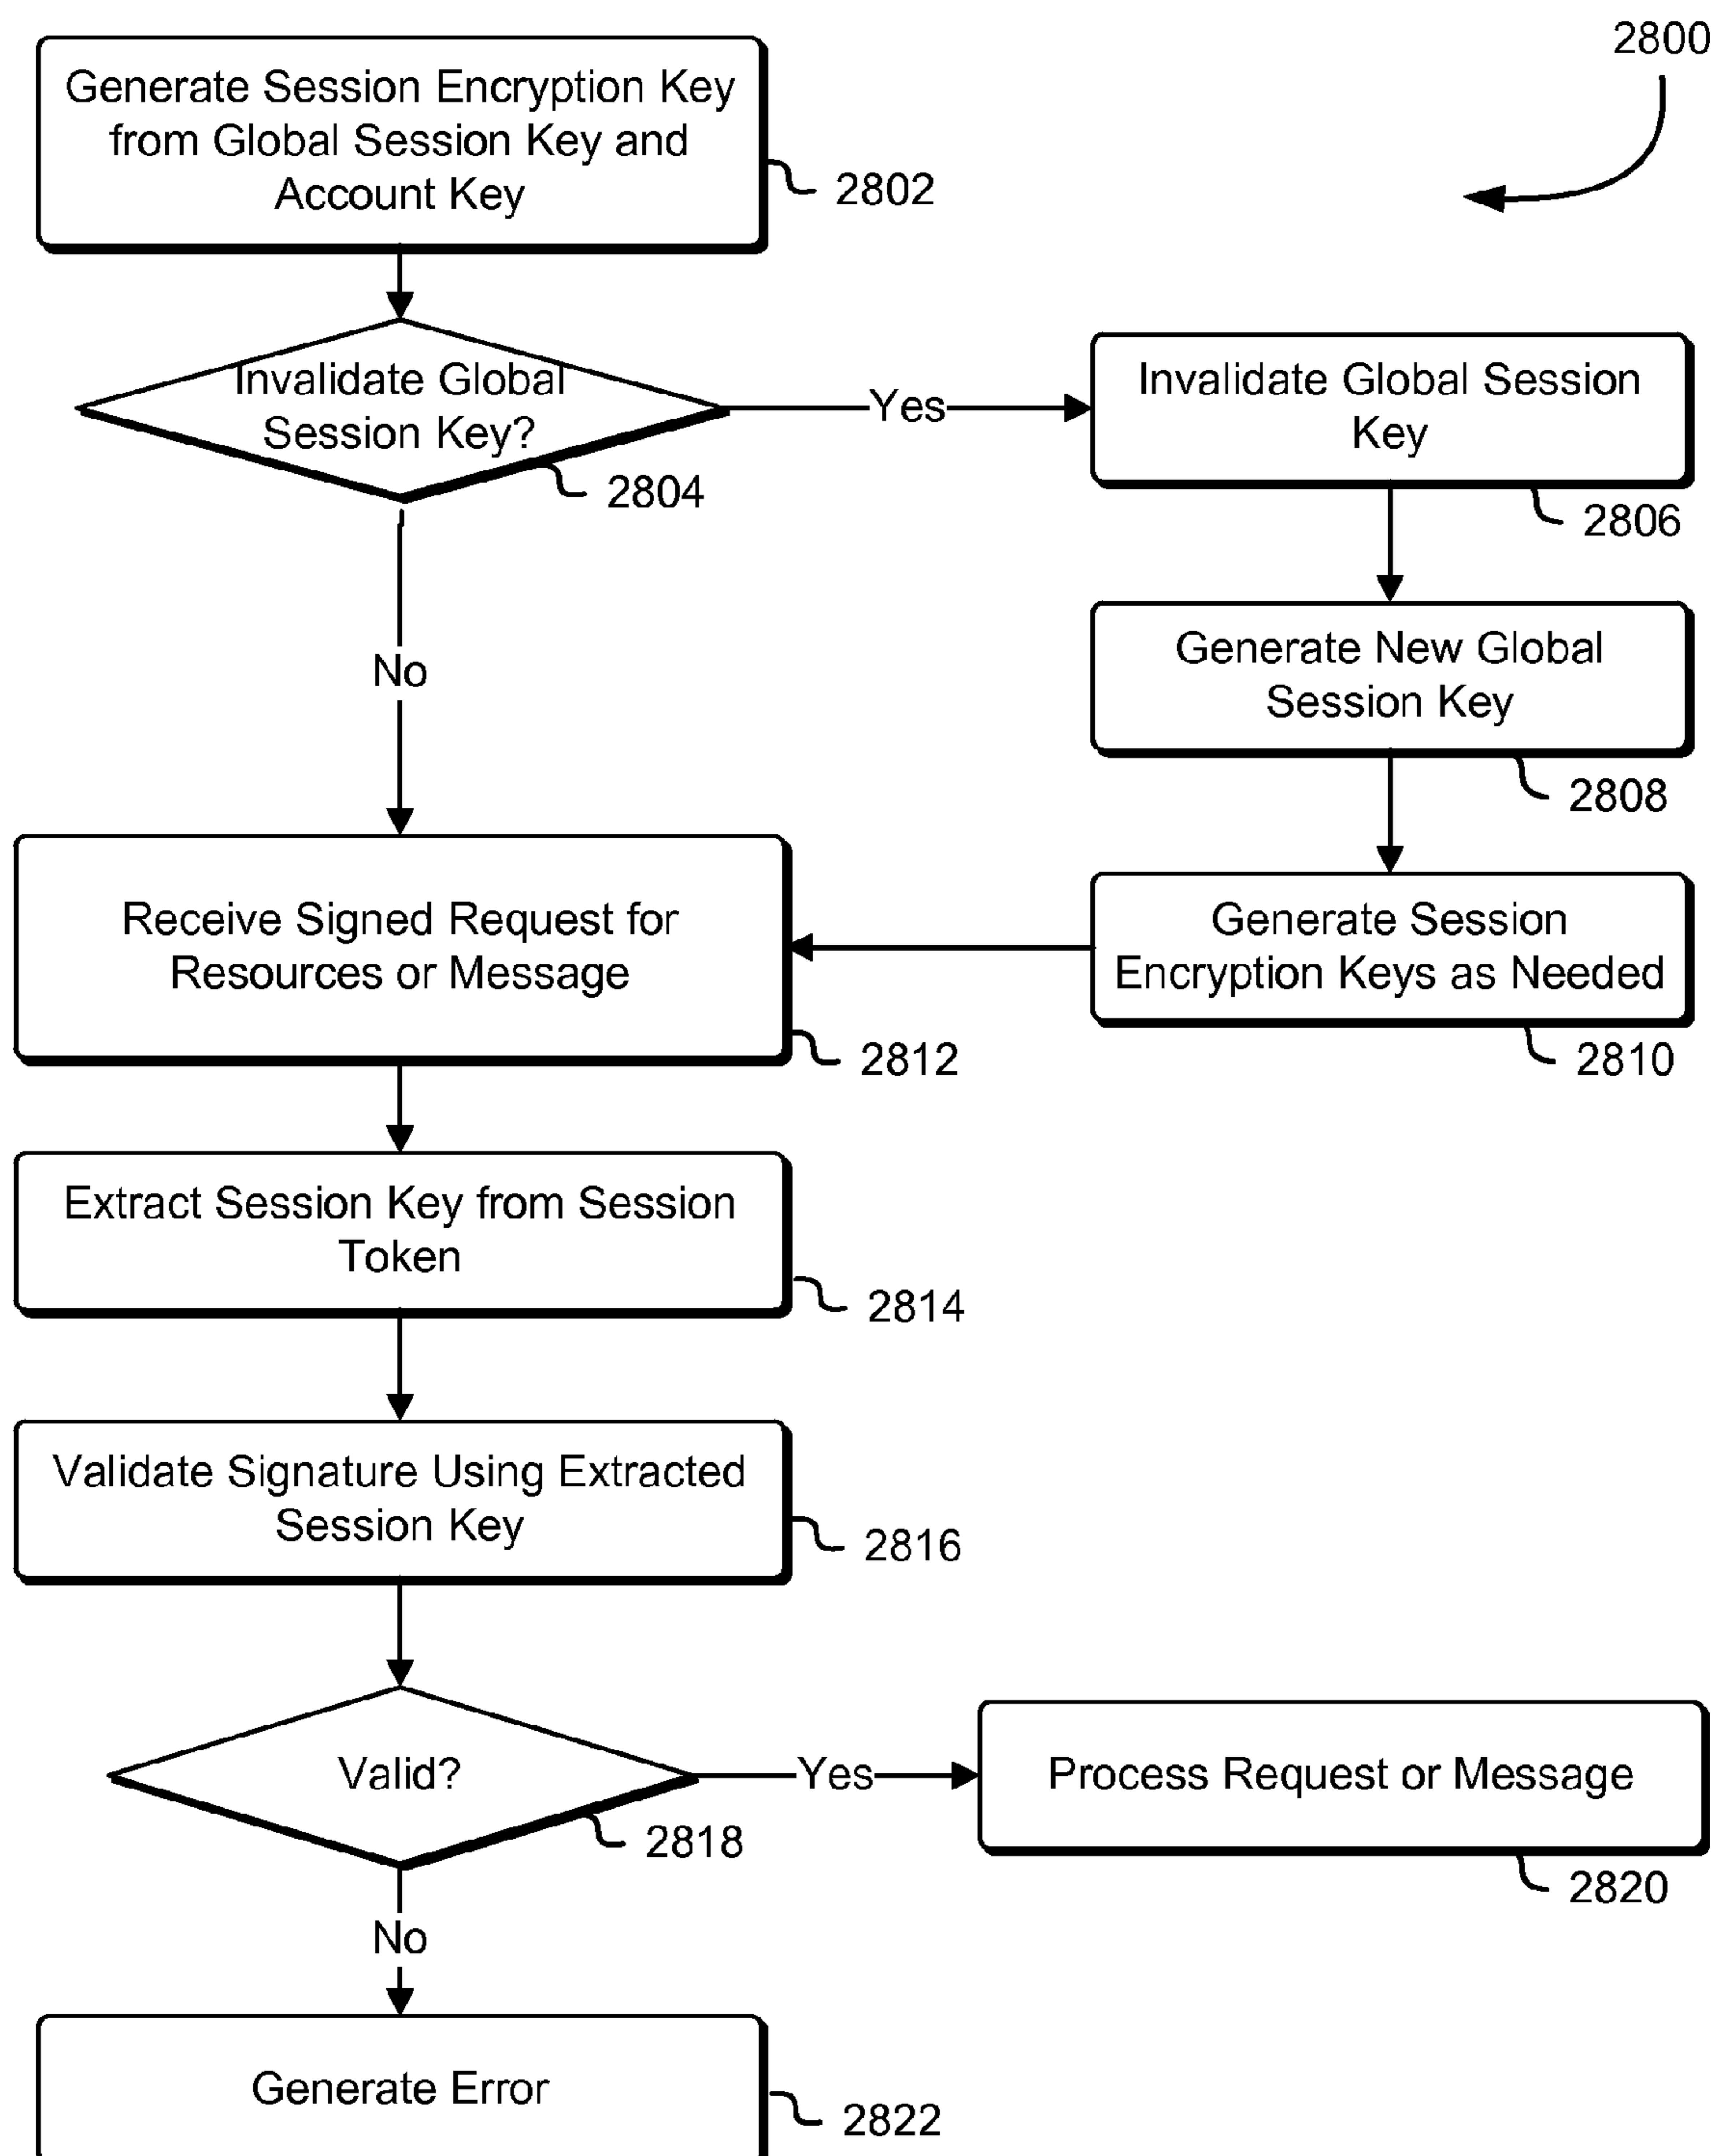 2800
Generate Session Encryption Key
from Global Session Key and
Account Key
2802
Invalidate Global
Session Key?
2804
Yes
Invalidate Global Session
Key
2806
No
Generate New Global
Session Key
2808
Generate Session
Encryption Keys as Needed
2810
Receive Signed Request for
Resources or Message
2812
Extract Session Key from Session
Token
2814
Validate Signature Using Extracted
Session Key
2816
Valid?
2818
Yes
Process Request or Message
2820
No
Generate Error
2822